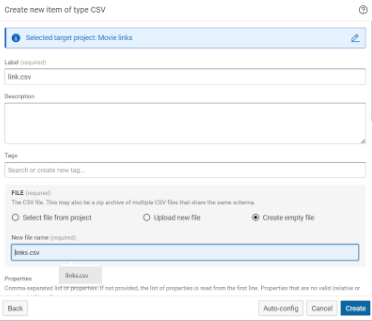 Create new item of type CSV
Selected target project: Movie links
Label (required)
link.csv
Description
Tags
Search or create new tag...
FILE (required)
The CSV file. This may also be a zip archive of multiple CSV files that share the same schema.
Select file from project
Upload new file
Create empty file
New file name (required)
links.csv
links.csv
Properties
Comma-separated list of properties. If not provided, the list of properties is read from the first line. Properties that are not valid (relative or
Back
Auto-config
Cancel
Create